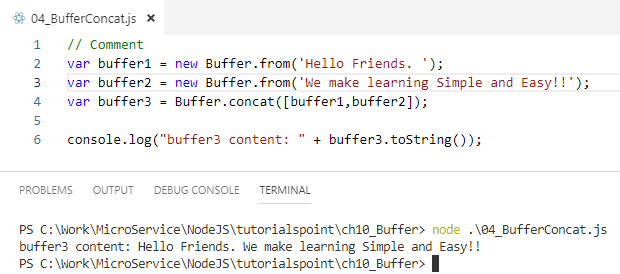 04_BufferConcat.js ×
1 // Comment
2 var buffer1 = new Buffer.from('Hello Friends. ');
3 var buffer2 = new Buffer.from('We make learning Simple and Easy!!');
4 var buffer3 = Buffer.concat([buffer1,buffer2]);
5
6 console.log("buffer3 content: " + buffer3.toString());
PROBLEMS OUTPUT DEBUG CONSOLE TERMINAL
PS C:\Work\MicroService\NodeJS\tutorialspoint\ch10_Buffer> node .\04_BufferConcat.js
buffer3 content: Hello Friends. We make learning Simple and Easy!!
PS C:\Work\MicroService\NodeJS\tutorialspoint\ch10_Buffer>